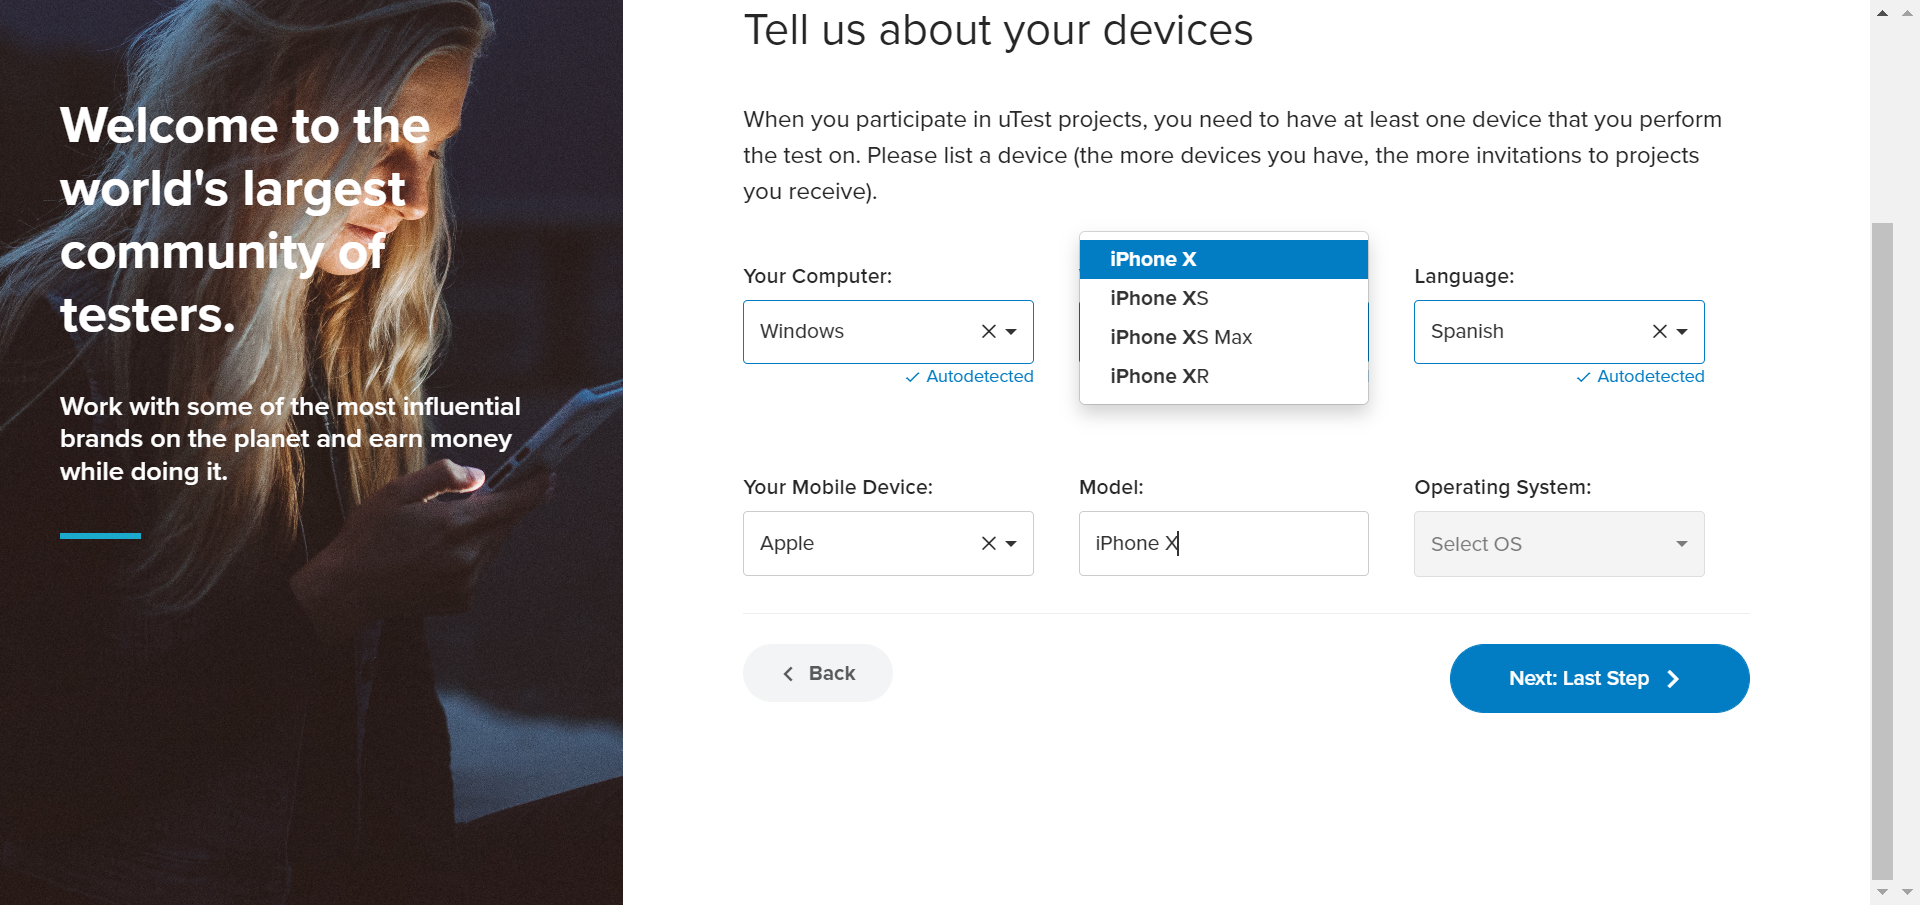 Welcome to the
world's largest
community of
testers.
Work with some of the most influential
brands on the planet and earn money
while doing it.
Tell us about your devices
When you participate in uTest projects, you need to have at least one device that you perform
the test on. Please list a device (the more devices you have, the more invitations to projects
you receive).
Your Computer:
Windows
Autodetected
iPhone X
iPhone XS
iPhone XS Max
iPhone XR
Language:
Spanish
Autodetected
Your Mobile Device:
Apple
Model:
iPhone X
Operating System:
Select OS
Back
Next: Last Step